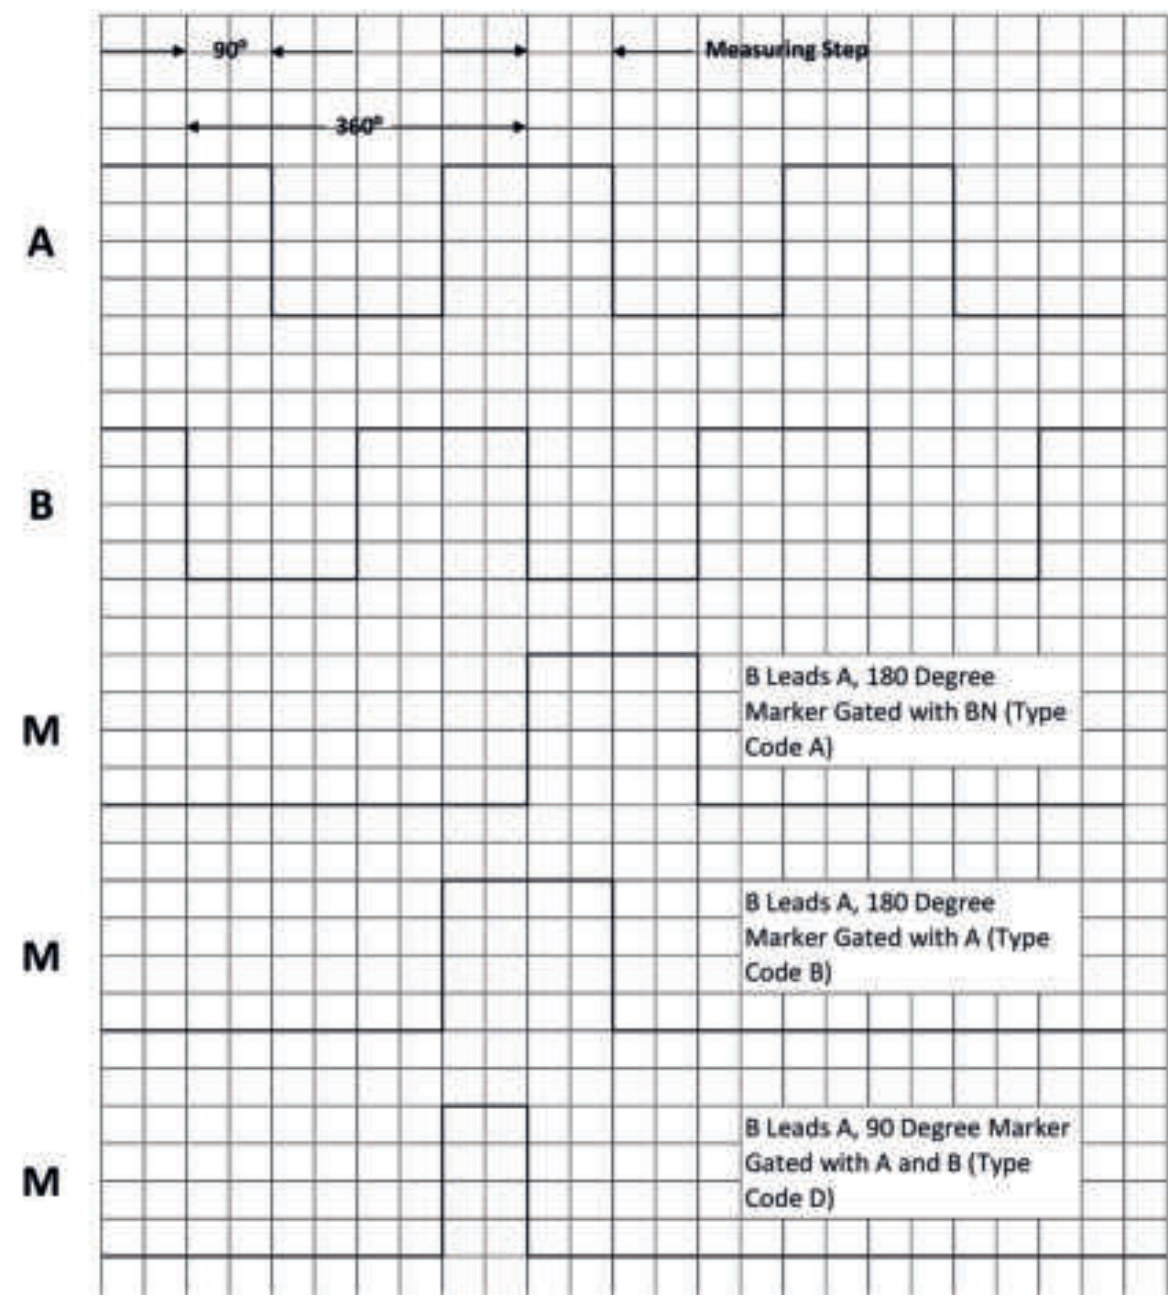 90° Measuring Step
360°
A
B
M
B Leads A, 180 Degree
Marker Gated with BN (Type
Code A)
M
B Leads A, 180 Degree
Marker Gated with A (Type
Code B)
M
B Leads A, 90 Degree Marker
Gated with A and B (Type
Code D)